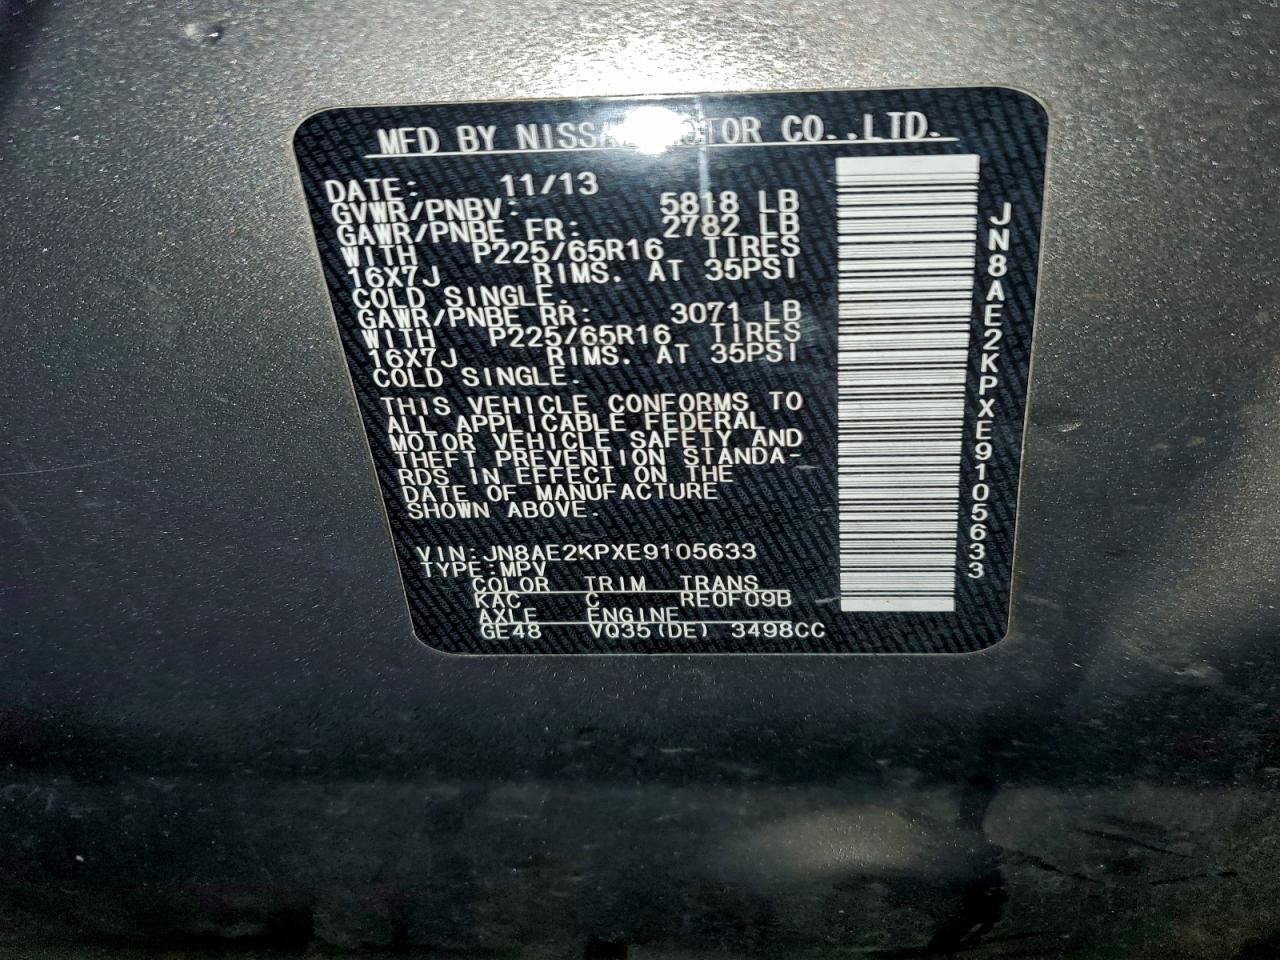 MFD BY NISSAN MOTOR CO.,LTD.
DATE: 11/13
GVWR/PNBV: 5818 LB
GAWR/PNBE FR: 2782 LB
WITH P225/65R16 TIRES
16X7J RIMS. AT 35PSI
COLD SINGLE.
GAWR/PNBE RR: 3071 LB
WITH P225/65R16 TIRES
16X7J RIMS. AT 35PSI
COLD SINGLE.
THIS VEHICLE CONFORMS TO
ALL APPLICABLE FEDERAL
MOTOR VEHICLE SAFETY AND
THEFT PREVENTION STANDA-
RDS IN EFFECT ON THE
DATE OF MANUFACTURE
SHOWN ABOVE.
VIN:JN8AE2KPXE9105633
TYPE:MPV
COLOR TRIM TRANS
KAC C RE0F09B
AXLE ENGINE
GE48 VQ35(DE) 3498CC
JN8AE2KPXE9105633